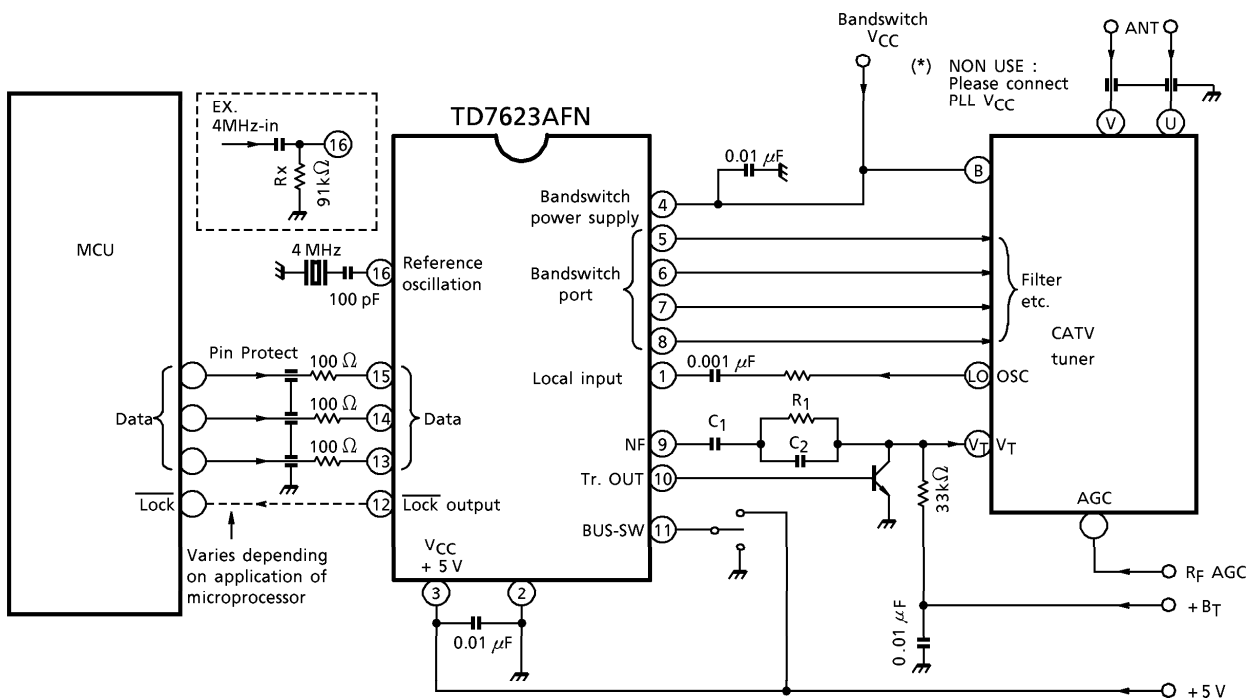 Bandswitch
VCC
(*) NON USE :
Please connect
PLL VCC
ANT
V
U
EX.
4MHz-in
16
Rx
91kΩ
TD7623AFN
MCU
0.01 μF
B
Bandswitch
power supply
4
5
4 MHz
16
100 pF
Reference
oscillation
Bandswitch
port
6
7
8
Filter
etc.
CATV
tuner
Pin Protect
100 Ω
15
Local input
1
0.001 μF
LO
OSC
Data
100 Ω
14
Data
100 Ω
13
NF
9
C1
R1
C2
VT
VT
Tr. OUT
10
33kΩ
Lock
12
Lock output
BUS-SW
11
AGC
Varies depending
on application of
microprocessor
VCC
+ 5 V
3
2
0.01 μF
RF AGC
+BT
0.01 μF
+5 V